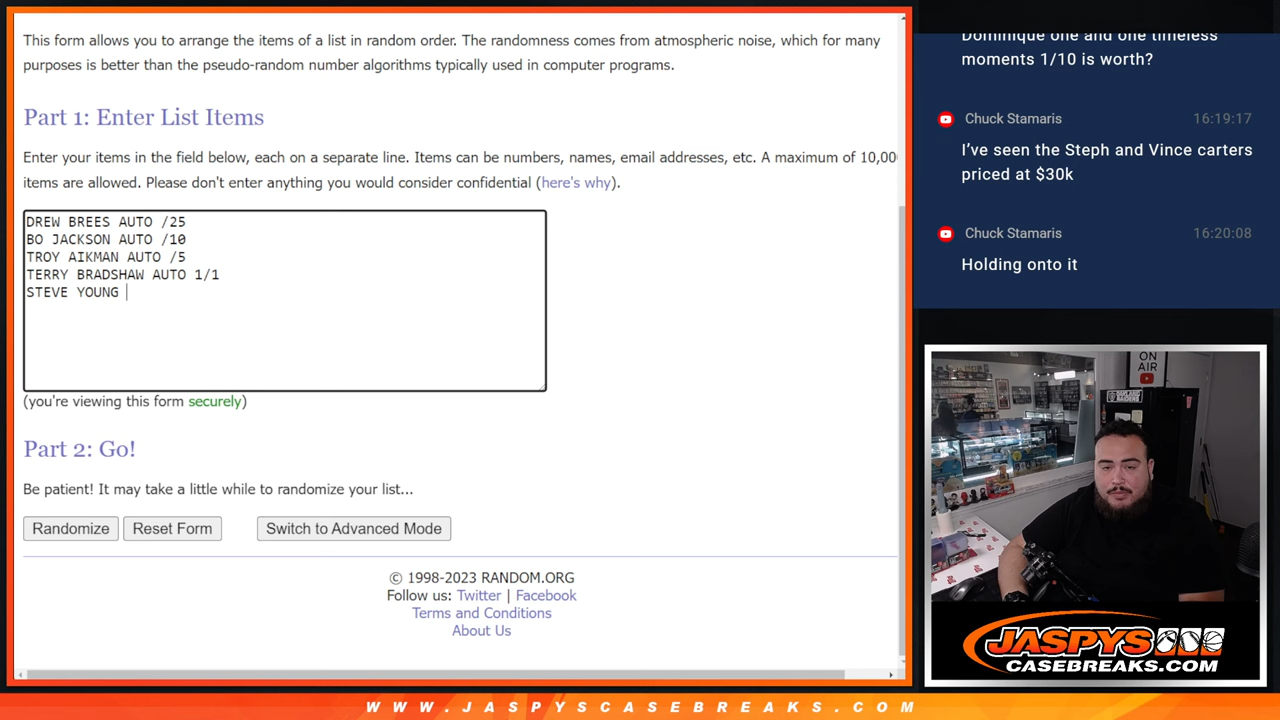 This form allows you to arrange the items of a list in random order. The randomness comes from atmospheric noise, which for many
purposes is better than the pseudo-random number algorithms typically used in computer programs.
Part 1: Enter List Items
Enter your items in the field below, each on a separate line. Items can be numbers, names, email addresses, etc. A maximum of 10,00
items are allowed. Please don't enter anything you would consider confidential (here's why).
DREW BREES AUTO /25
BO JACKSON AUTO /10
TROY AIKMAN AUTO /5
TERRY BRADSHAW AUTO 1/1
STEVE YOUNG
(you're viewing this form securely)
Part 2: Go!
Be patient! It may take a little while to randomize your list...
Randomize Reset Form Switch to Advanced Mode
© 1998-2023 RANDOM.ORG
Follow us: Twitter | Facebook
Terms and Conditions
About Us
Dominique one and one timeless
moments 1/10 is worth?
Chuck Stamaris 16:19:17
I've seen the Steph and Vince carters
priced at $30k
Chuck Stamaris 16:20:08
Holding onto it
ON
AIR
JASPYS
CASEBREAKS.COM
WWW.JASPYSCASEBREAKS.COM